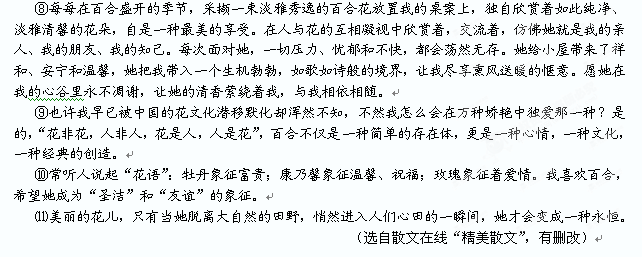 ⑧每每在百合盛开的季节，采摘一束淡雅秀逸的百合花放置我的桌案上，独自欣赏着如此纯净、
淡雅清馨的花朵，自是一种最美的享受。在人与花的互相凝视中欣赏着，交流着，仿佛她就是我的亲
人、我的朋友、我的知己。每次面对她，一切压力、忧郁和不快，都会荡然无存。她给小屋带来了祥
和、安宁和温馨，她把我带入一个生机勃勃，如歌如诗般的境界，让我尽享熏风送暖的惬意。愿她在
我的心谷里永不凋谢，让她的清香萦绕着我，与我相依相随。
⑨也许我早已被中国的花文化潜移默化却浑然不知，不然我怎么会在万种娇艳中独爱那一种？是
的，“花非花，人非人，花是人，人是花”，百合不仅是一种简单的存在体，更是一种心情，一种文化，
一种经典的创造。
⑩常听人说起“花语”：牡丹象征富贵；康乃馨象征温馨、祝福；玫瑰象征着爱情。我喜欢百合，
希望她成为“圣洁”和“友谊”的象征。
⑾美丽的花儿，只有当她脱离大自然的田野，悄然进入人们心田的一瞬间，她才会变成一种永恒。
（选自散文在线“精美散文”，有删改）